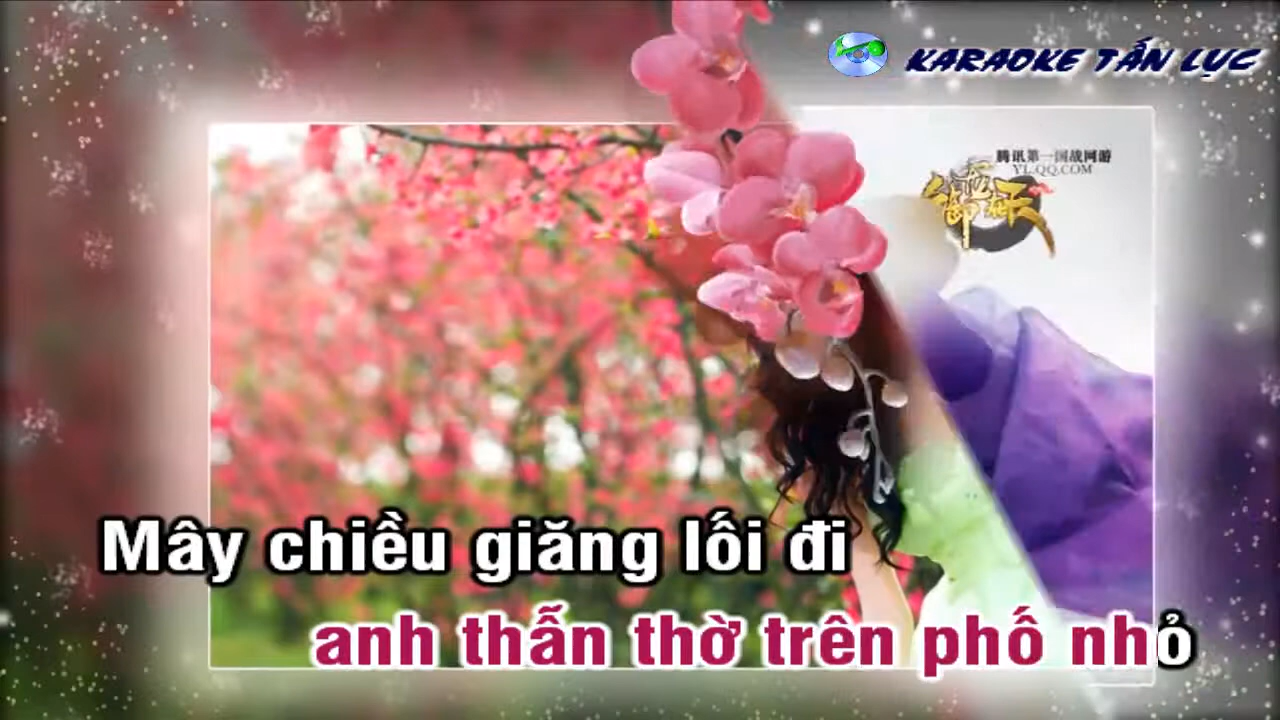 KARAOKE TẤN LỤC
腾讯第一国战网游
YL.QQ.COM
Mây chiều giăng lối đi
anh thẫn thờ trên phố nhỏ